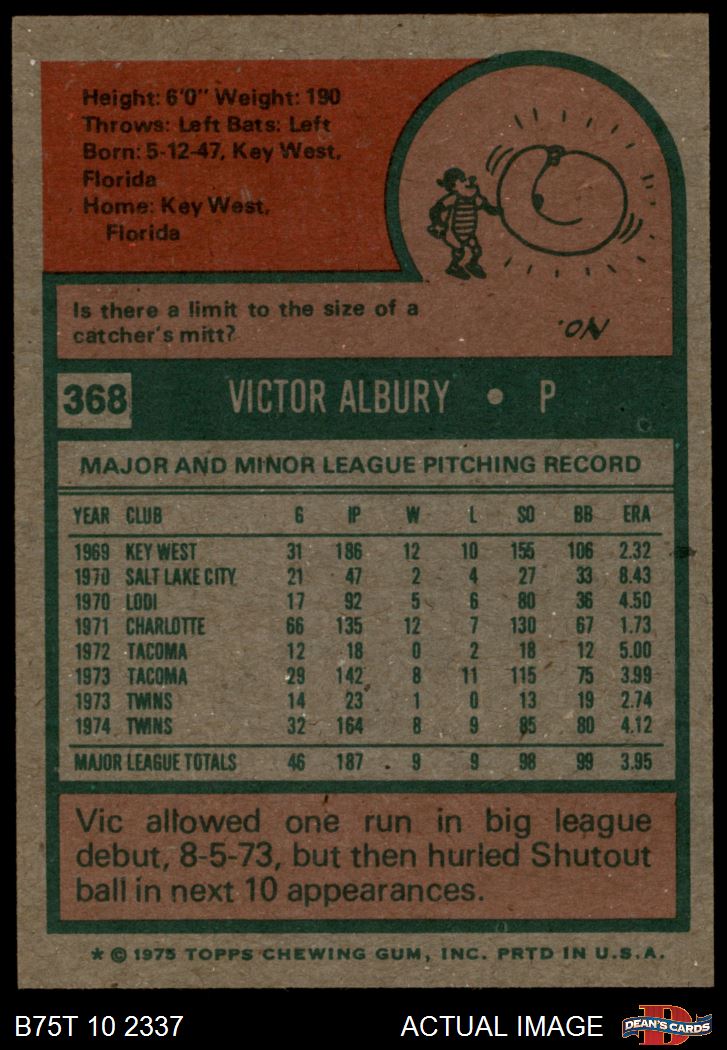 Height: 6'0" Weight: 190
Throws: Left Bats: Left
Born: 5-12-47, Key West,
Florida
Home: Key West,
Florida
Is there a limit to the size of a
catcher's mitt?
NO.
368 VICTOR ALBURY • P
MAJOR AND MINOR LEAGUE PITCHING RECORD
YEAR CLUB G IP W L SO BB ERA
1969 KEY WEST 31 186 12 10 155 106 2.32
1970 SALT LAKE CITY 21 47 2 4 27 33 8.43
1970 LODI 17 92 5 6 80 36 4.50
1971 CHARLOTTE 66 135 12 7 130 67 1.73
1972 TACOMA 12 18 0 2 18 12 5.00
1973 TACOMA 29 142 8 11 115 75 3.99
1973 TWINS 14 23 1 0 13 19 2.74
1974 TWINS 32 164 8 9 85 80 4.12
MAJOR LEAGUE TOTALS 46 187 9 9 98 99 3.95
Vic allowed one run in big league
debut, 8-5-73, but then hurled Shutout
ball in next 10 appearances.
* © 1975 TOPPS CHEWING GUM, INC. PRTD IN U.S.A.
B75T 10 2337 ACTUAL IMAGE D DEAN'S CARDS